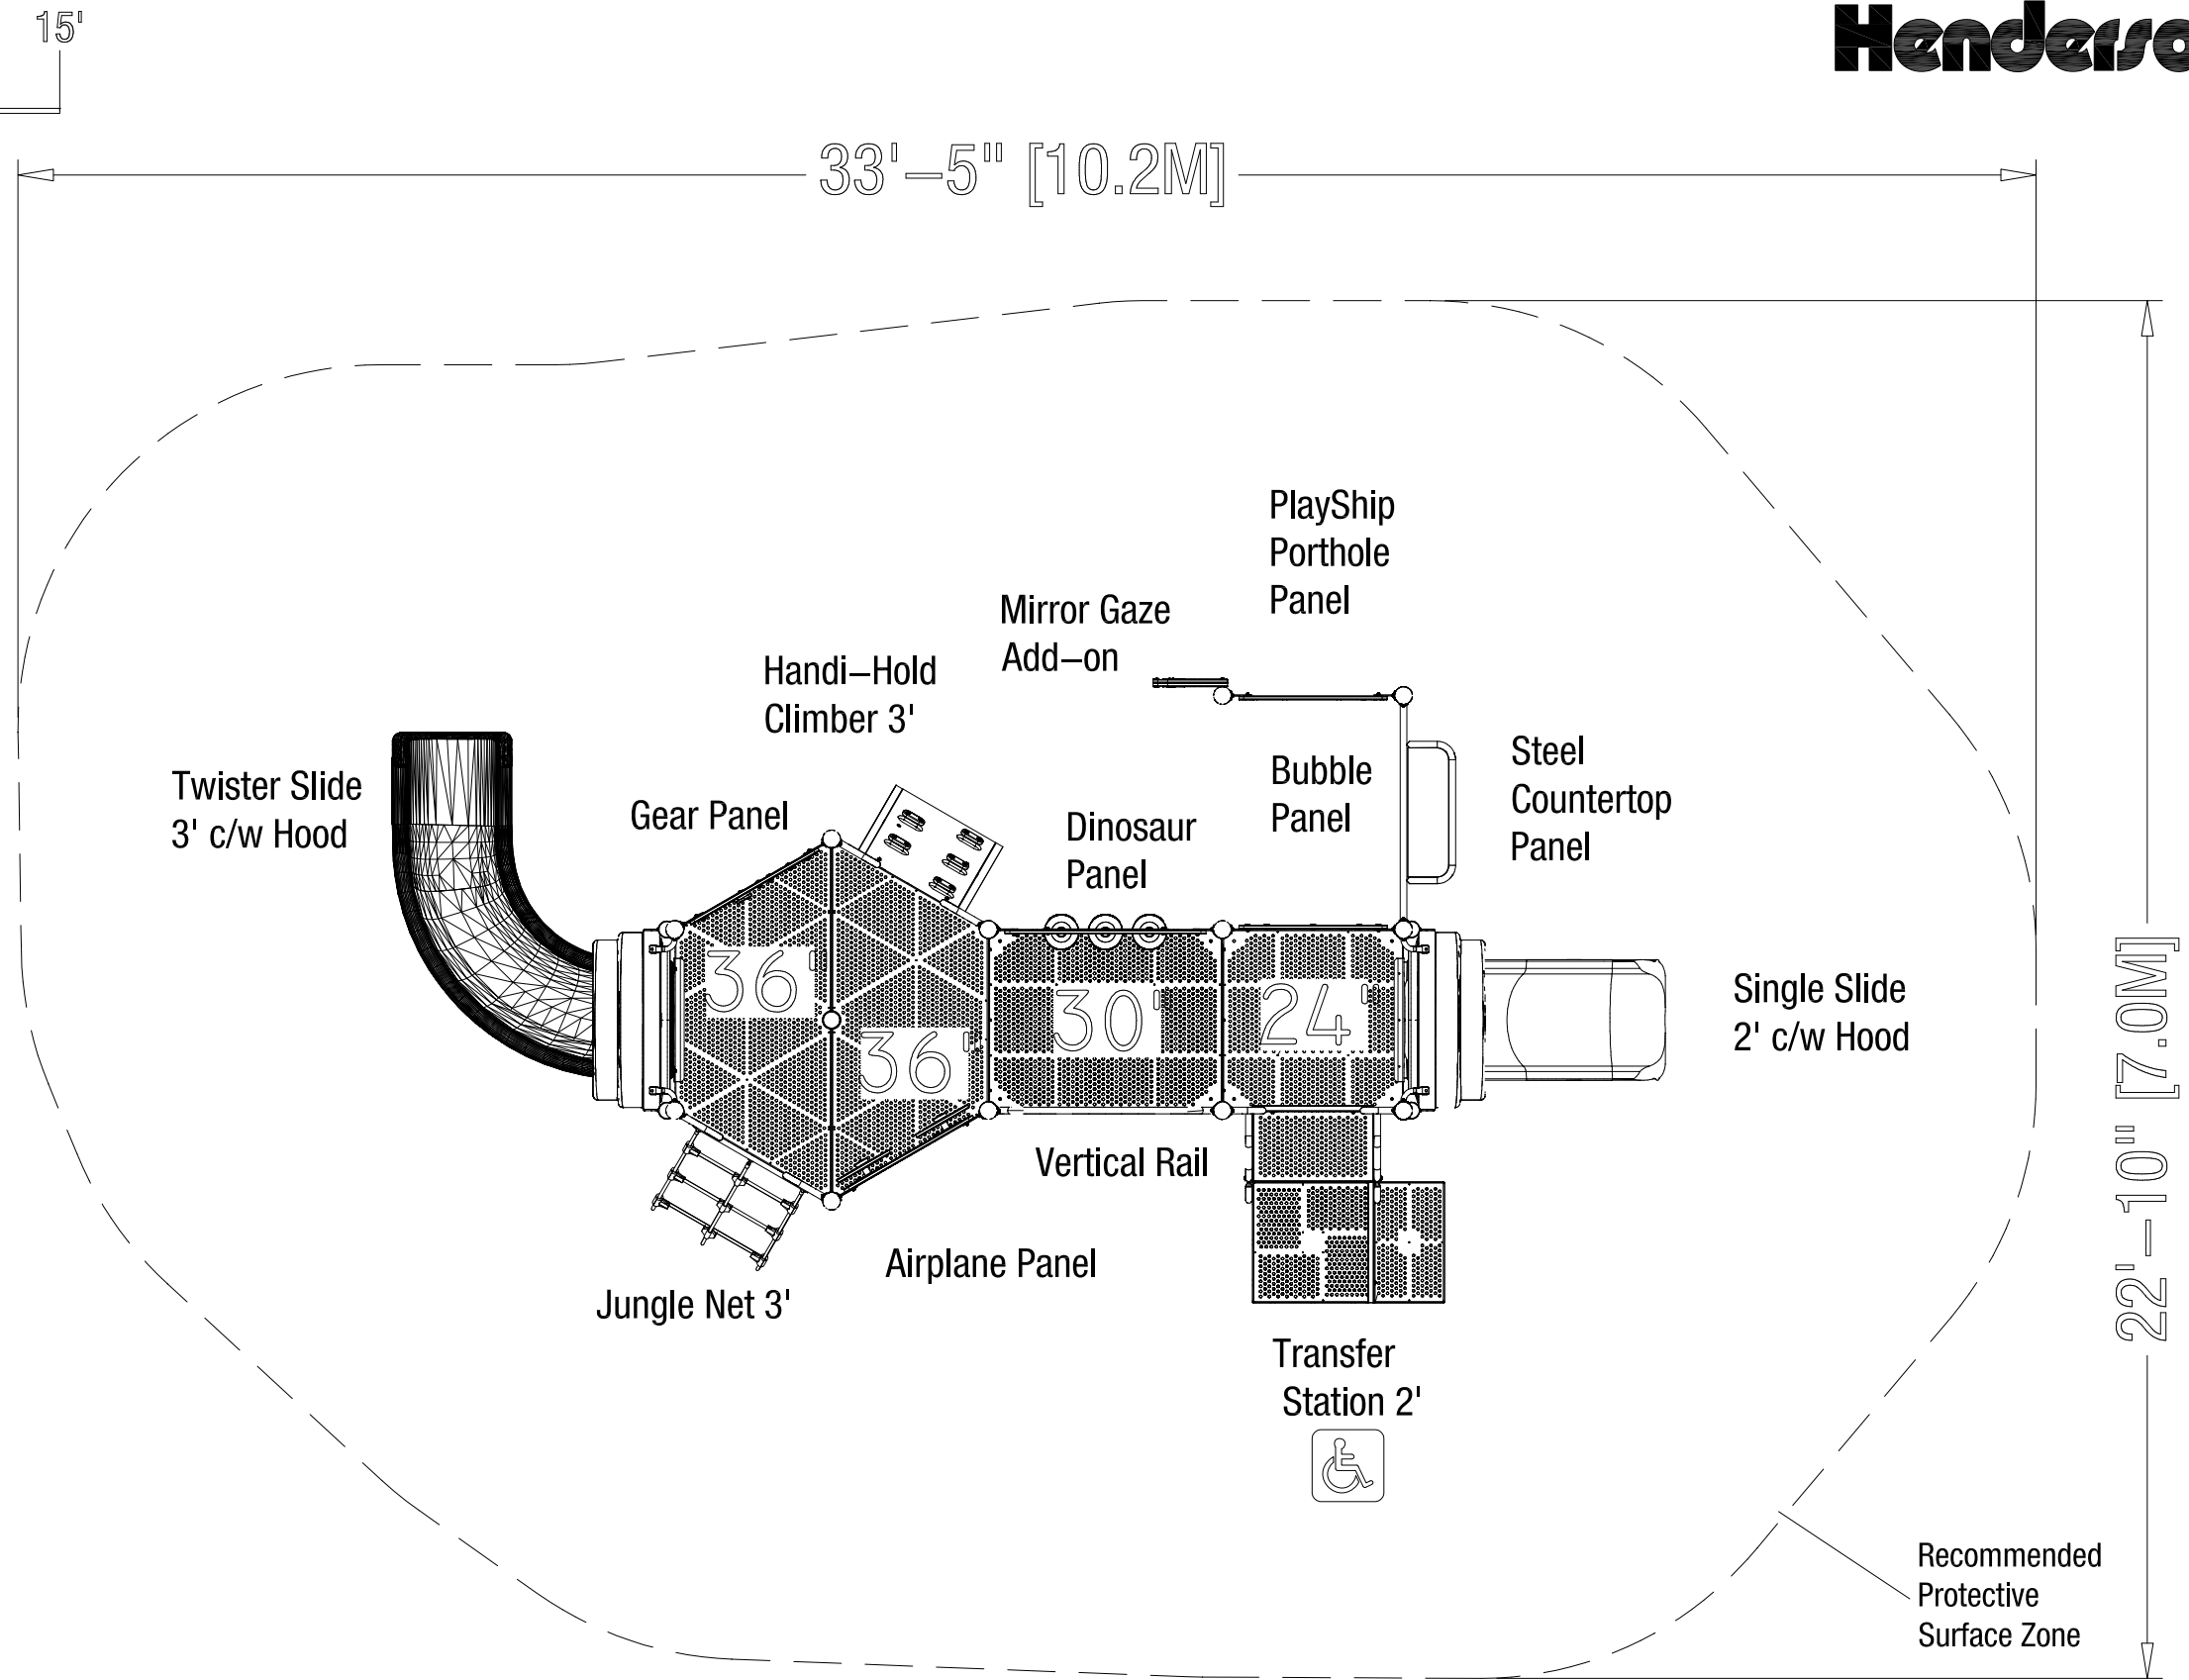 15'
Henderso
33'–5" [10.2M]
PlayShip
Porthole
Panel
Mirror Gaze
Add–on
Handi–Hold
Climber 3'
Steel
Countertop
Panel
Bubble
Panel
Twister Slide
3' c/w Hood
Gear Panel
Dinosaur
Panel
36"
36"
30"
24"
Single Slide
2' c/w Hood
22'–10" [7.0M]
Vertical Rail
Airplane Panel
Jungle Net 3'
Transfer
Station 2'
Recommended
Protective
Surface Zone